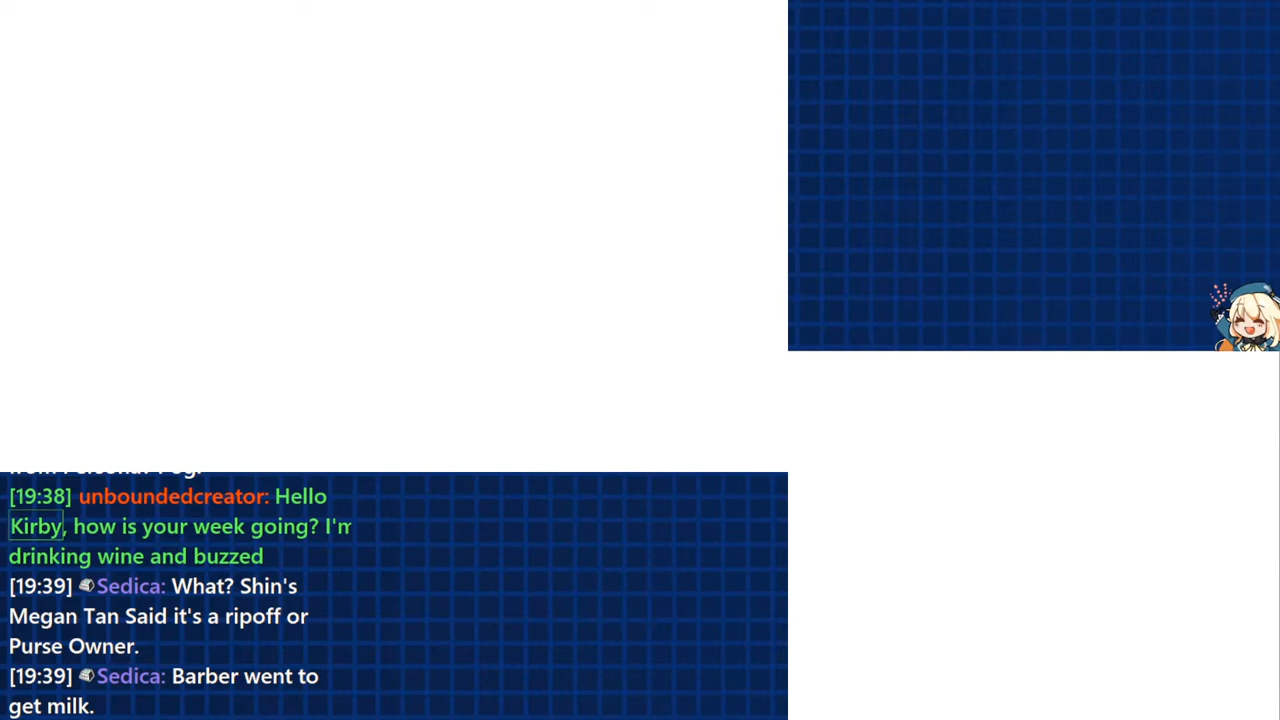 [19:38] unboundedcreator: Hello
Kirby, how is your week going? I'm
drinking wine and buzzed
[19:39] Sedica: What? Shin's
Megan Tan Said it's a ripoff or
Purse Owner.
[19:39] Sedica: Barber went to
get milk.